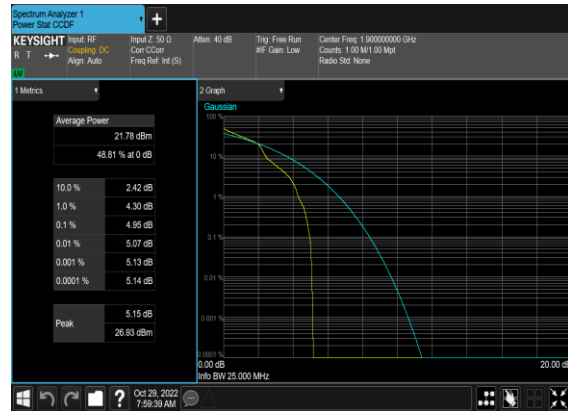 Spectrum Analyzer 1
Power Stat CCDF
KEYSIGHT
R T
LXI
Input: RF
Coupling: DC
Align: Auto
Input Z: 50 Ω
Corr CCorr
Freq Ref: Int (S)
Atten: 40 dB
Trig: Free Run
#IF Gain: Low
Center Freq: 1.900000000 GHz
Counts: 1.00 M/1.00 Mpt
Radio Std: None
1 Metrics
Average Power
21.78 dBm
48.81 % at 0 dB
10.0 % 2.42 dB
1.0 % 4.30 dB
0.1 % 4.95 dB
0.01 % 5.07 dB
0.001 % 5.13 dB
0.0001 % 5.14 dB
Peak 5.15 dB
26.93 dBm
2 Graph
Gaussian
100 %
10 %
1 %
0.1 %
0.01 %
0.001 %
0.0001 %
0.00 dB
20.00 dB
Info BW 25.000 MHz
?
Oct 29, 2022
7:59:39 AM